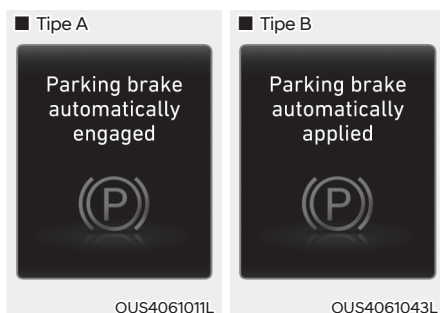 ■ Tipe A
Parking brake
automatically
engaged
P
OUS4061011L
■ Tipe B
Parking brake
automatically
applied
P
OUS4061043L